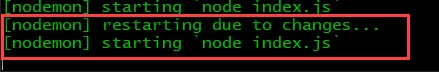 [nodemon] starting `node index.js`
[nodemon] restarting due to changes...
[nodemon] starting `node index.js`